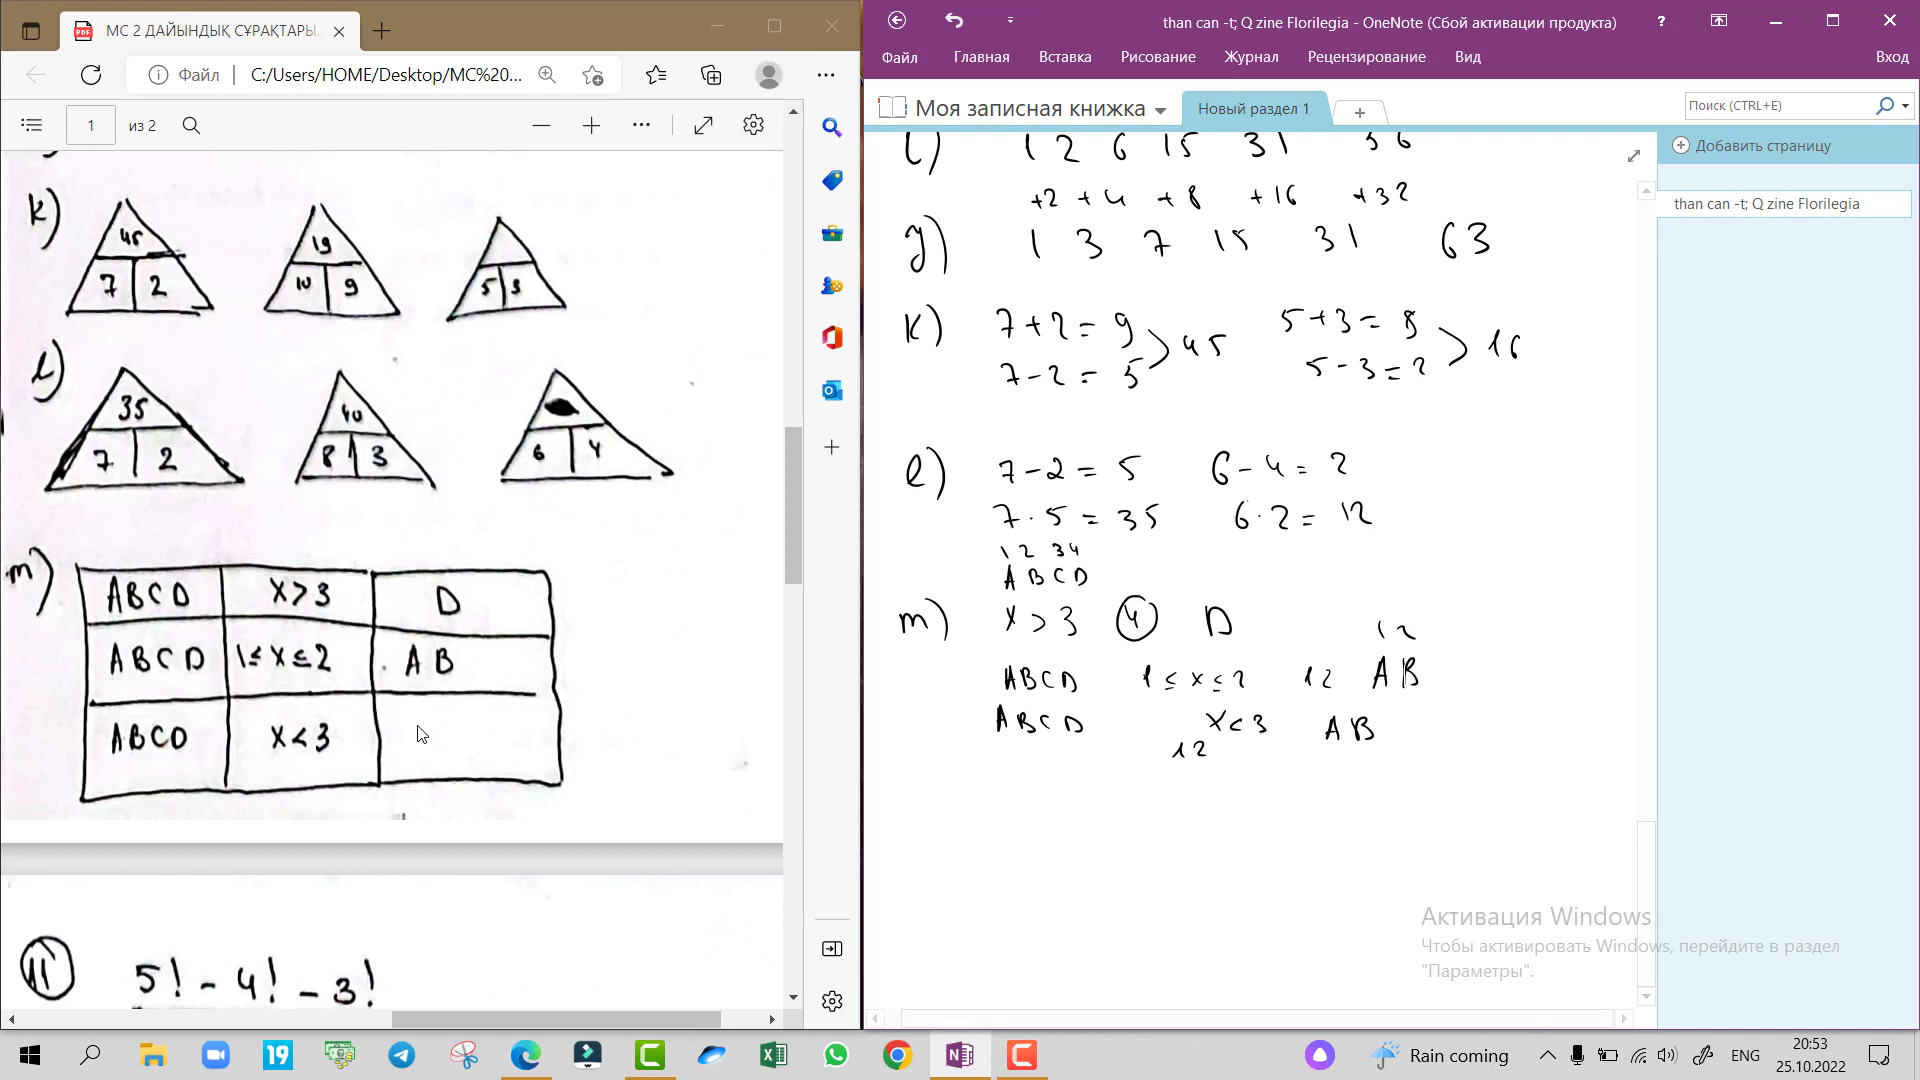 МС 2 ДАЙЫНДЫҚ СҰРАҚТАРЫ.
Файл
C:/Users/HOME/Desktop/МС%20...
1
из 2
k)
45
7 2
19
10 9
5 3
l)
35
7 2
40
8 3
6 4
m)
ABCD x>3 D
ABCD 1≤x≤2 AB
ABCD x<3
11
5! - 4! - 3!
than can -t; Q zine Florilegia - OneNote (Сбой активации продукта)
Файл Главная Вставка Рисование Журнал Рецензирование Вид
Вход
Моя записная книжка
Новый раздел 1
Поиск (CTRL+E)
Добавить страницу
than can -t; Q zine Florilegia
1 2 6 15 31 56
+2 +4 +8 +16 +32
j) 1 3 7 15 31 63
k) 7+2=9 > 45 5+3=8 > 16
7-2=5 5-3=2
l) 7-2=5 6-4=2
7·5=35 6·2=12
1 2 3 4
A B C D
m) x>3 4 D
1 2
ABCD 1≤x≤2 12 AB
ABCD x<3 AB
12
Активация Windows
Чтобы активировать Windows, перейдите в раздел
"Параметры".
19
Rain coming
ENG
20:53
25.10.2022